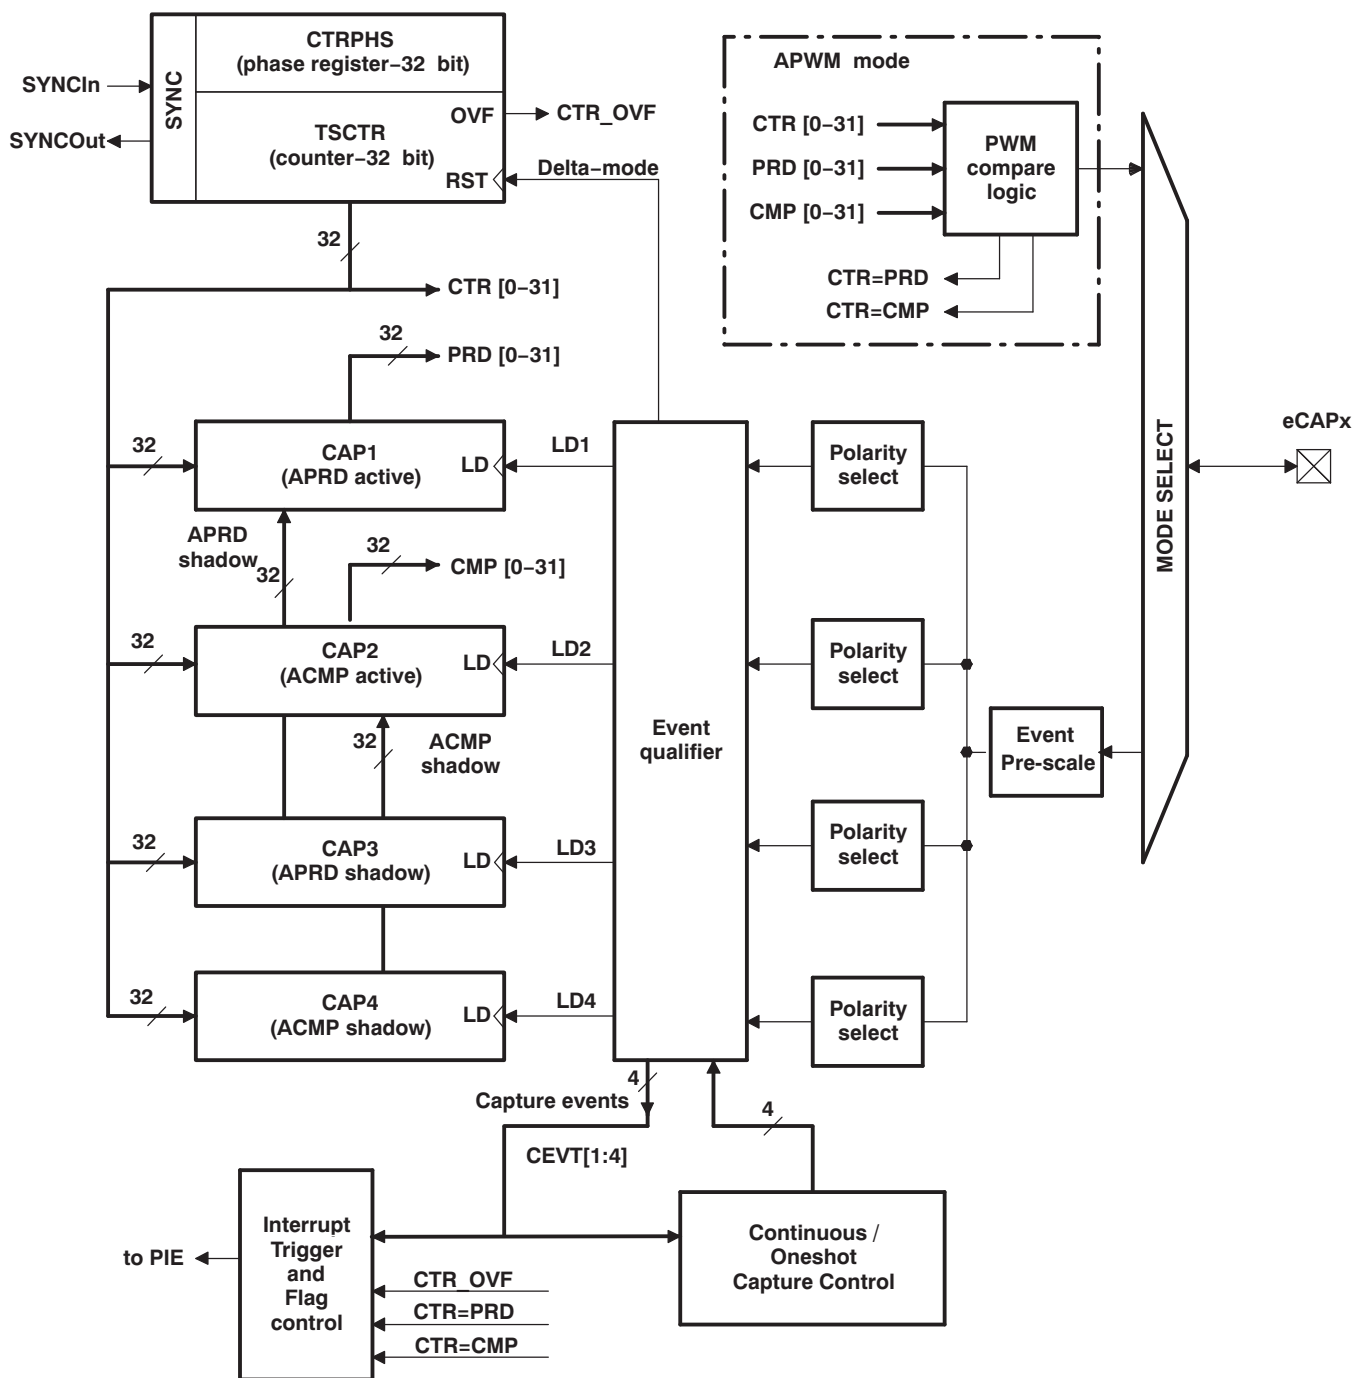 CTRPHS
(phase register−32 bit)
SYNC
SYNCIn
SYNCOut
TSCTR
(counter−32 bit)
OVF
RST
CTR_OVF
Delta−mode
APWM mode
CTR [0−31]
PRD [0−31]
CMP [0−31]
PWM
compare
logic
CTR=PRD
CTR=CMP
32
CTR [0−31]
32
PRD [0−31]
32
CAP1
(APRD active)
LD
LD1
Polarity
select
eCAPx
MODE SELECT
APRD
shadow
32
32
CMP [0−31]
32
CAP2
(ACMP active)
LD
LD2
Polarity
select
32
ACMP
shadow
Event
qualifier
Event
Pre-scale
32
CAP3
(APRD shadow)
LD
LD3
Polarity
select
32
CAP4
(ACMP shadow)
LD
LD4
Polarity
select
4
Capture events
4
CEVT[1:4]
Interrupt
Trigger
and
Flag
control
to PIE
Continuous /
Oneshot
Capture Control
CTR_OVF
CTR=PRD
CTR=CMP